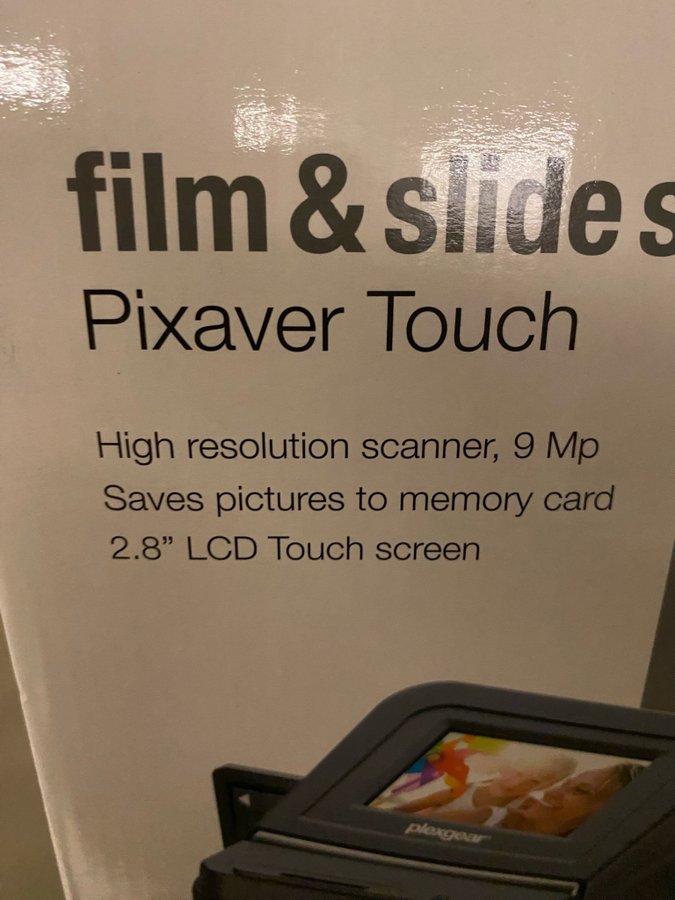 film & slide s
Pixaver Touch
High resolution scanner, 9 Mp
Saves pictures to memory card
2.8” LCD Touch screen
plexgear